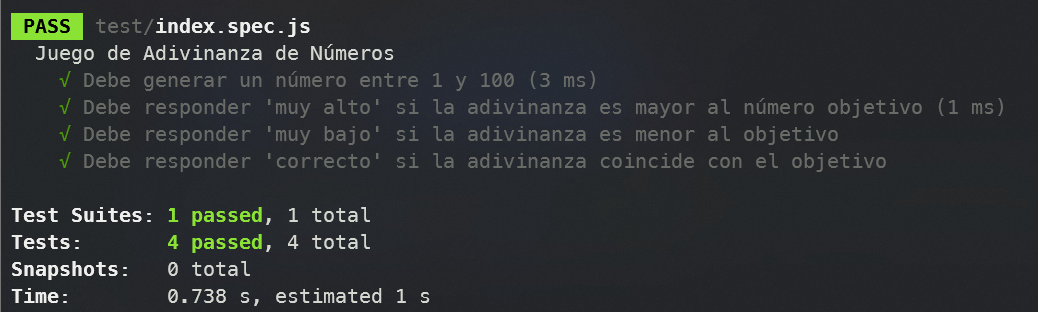 PASS test/index.spec.js
Juego de Adivinanza de Números
√ Debe generar un número entre 1 y 100 (3 ms)
√ Debe responder 'muy alto' si la adivinanza es mayor al número objetivo (1 ms)
√ Debe responder 'muy bajo' si la adivinanza es menor al objetivo
√ Debe responder 'correcto' si la adivinanza coincide con el objetivo
Test Suites: 1 passed, 1 total
Tests: 4 passed, 4 total
Snapshots: 0 total
Time: 0.738 s, estimated 1 s